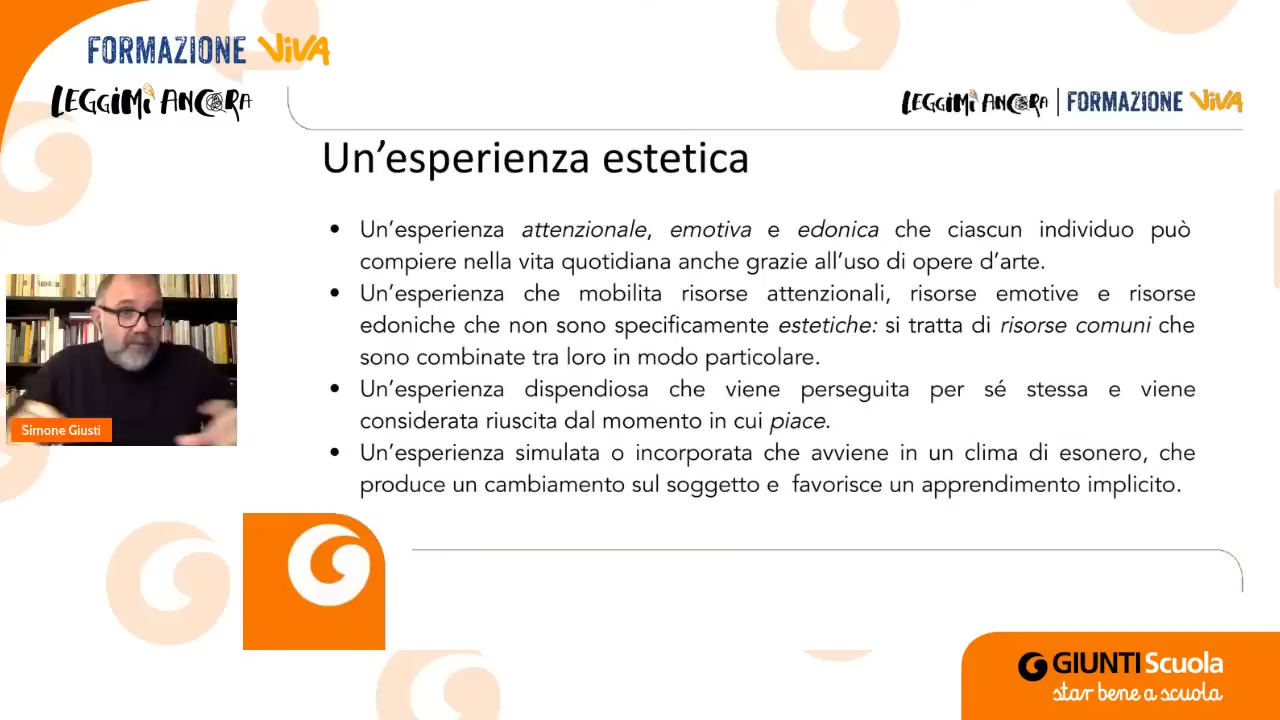 FORMAZIONE VIVA
LEGGIMI ANCORA
LEGGIMI ANCORA | FORMAZIONE VIVA
Un’esperienza estetica
• Un’esperienza attenzionale, emotiva e edonica che ciascun individuo può
compiere nella vita quotidiana anche grazie all’uso di opere d’arte.
• Un’esperienza che mobilita risorse attenzionali, risorse emotive e risorse
edoniche che non sono specificamente estetiche: si tratta di risorse comuni che
sono combinate tra loro in modo particolare.
• Un’esperienza dispendiosa che viene perseguita per sé stessa e viene
considerata riuscita dal momento in cui piace.
• Un’esperienza simulata o incorporata che avviene in un clima di esonero, che
produce un cambiamento sul soggetto e favorisce un apprendimento implicito.
Simone Giusti
GIUNTI Scuola
star bene a scuola